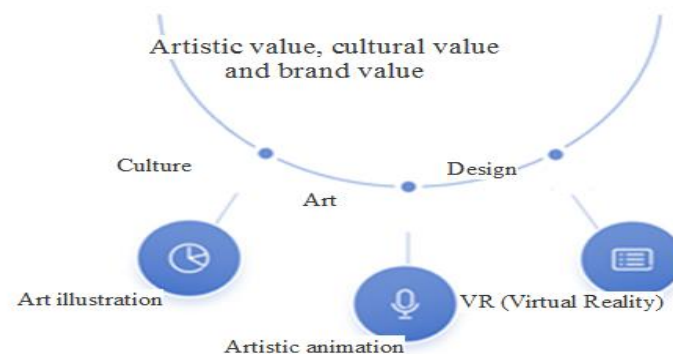 Artistic value, cultural value
and brand value
Culture
Art
Design
Art illustration
Artistic animation
VR (Virtual Reality)